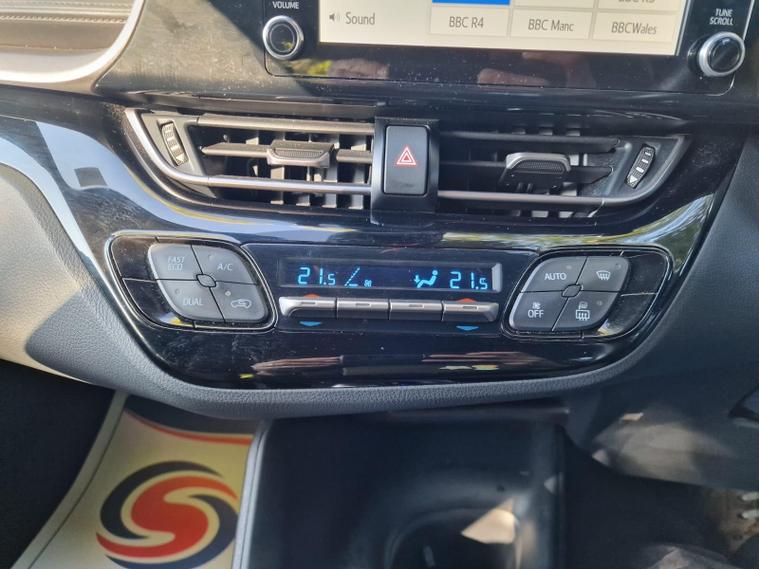 VOLUME
Sound
BBC R4
BBC Manc
BBCWales
TUNE
SCROLL
FAST
ECO
A/C
DUAL
21.5
21.5
AUTO
OFF